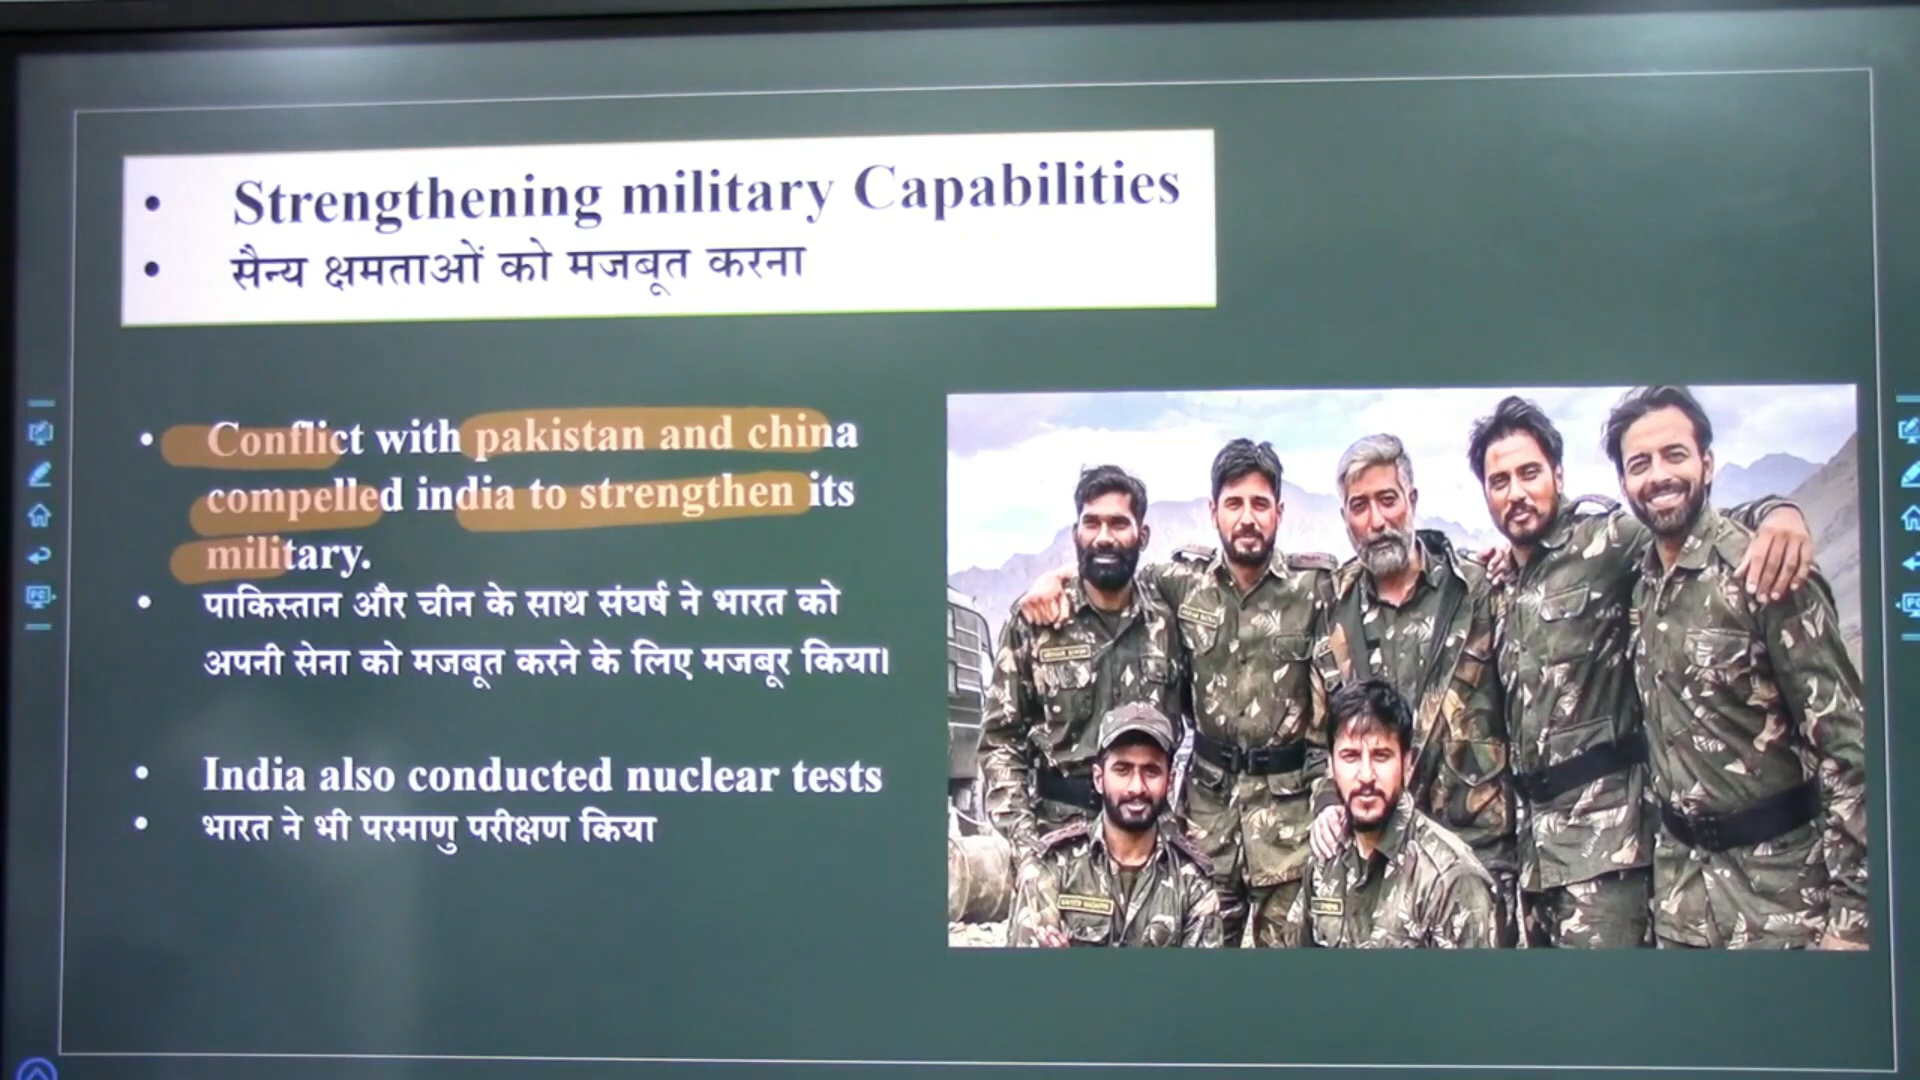 • Strengthening military Capabilities
• सैन्य क्षमताओं को मजबूत करना
• Conflict with pakistan and china
compelled india to strengthen its
military.
• पाकिस्तान और चीन के साथ संघर्ष ने भारत को
अपनी सेना को मजबूत करने के लिए मजबूर किया।
• India also conducted nuclear tests
• भारत ने भी परमाणु परीक्षण किया